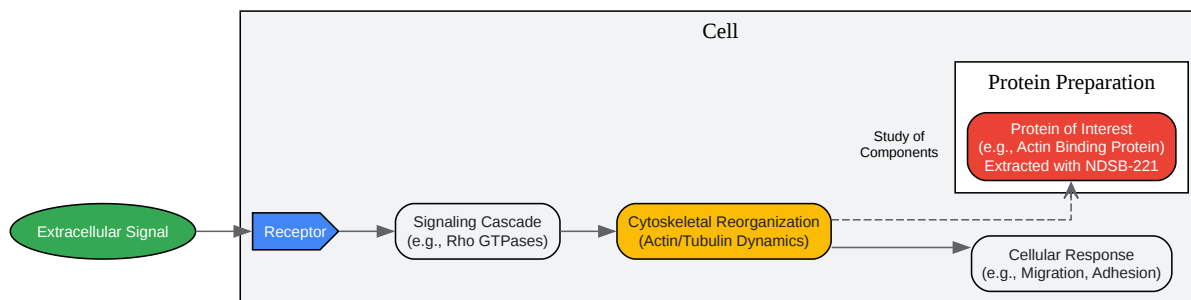 Cell
Protein Preparation
Protein of Interest
(e.g., Actin Binding Protein)
Extracted with NDSB-221
Study of
Components
Extracellular Signal
Receptor
Signaling Cascade
(e.g., Rho GTPases)
Cytoskeletal Reorganization
(Actin/Tubulin Dynamics)
Cellular Response
(e.g., Migration, Adhesion)